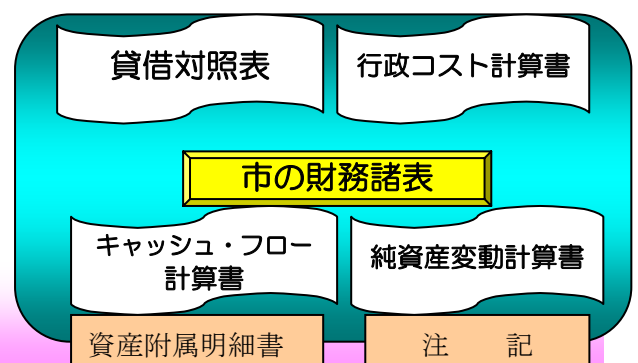 貸借対照表
行政コスト計算書
市の財務諸表
キャッシュ・フロー
計算書
純資産変動計算書
資産附属明細書
注　　記